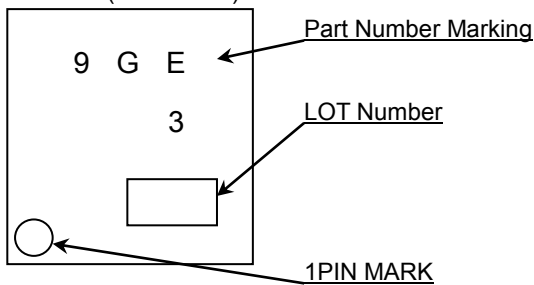 Part Number Marking
9 G E
LOT Number
3
1PIN MARK